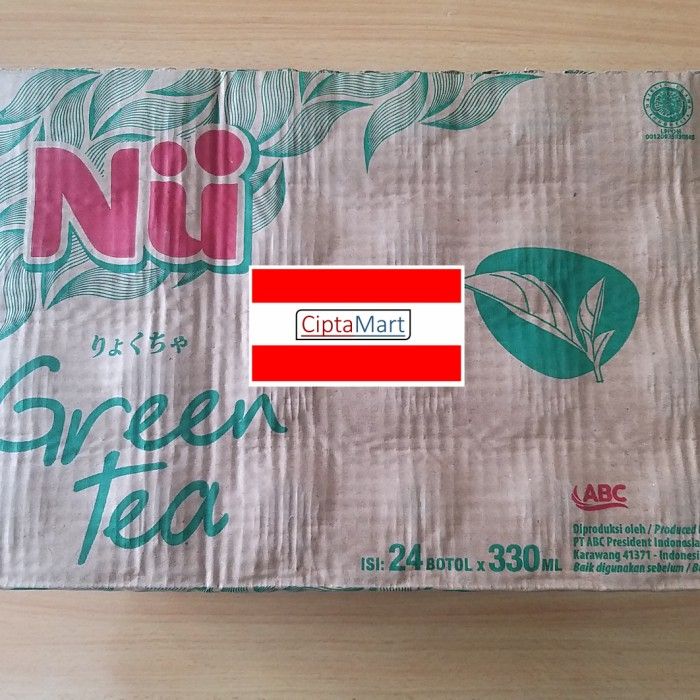 Nü
りょくちゃ
Green
Tea
CiptaMart
LPPOM
ABC
Diproduksi oleh / Produced
PT ABC President Indonesia
Karawang 41371 - Indonesi
Baik digunakan sebelum / B
ISI: 24 BOTOL x 330 ML